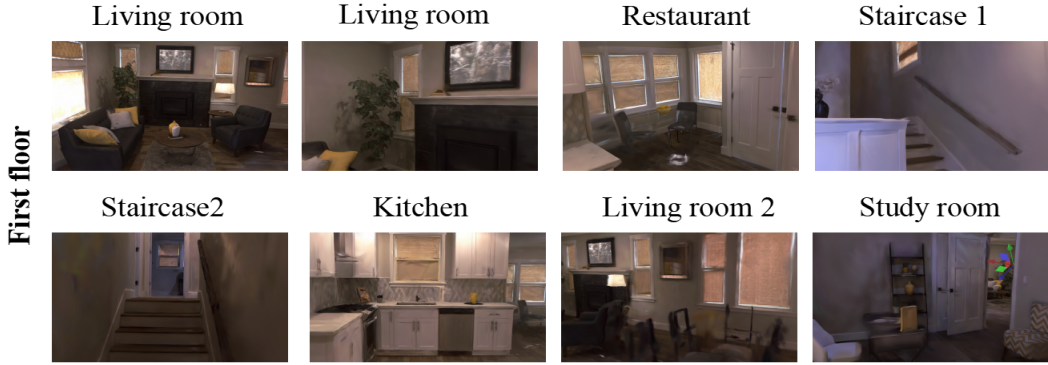 Living room
Living room
Restaurant
Staircase 1
First floor
Staircase2
Kitchen
Living room 2
Study room